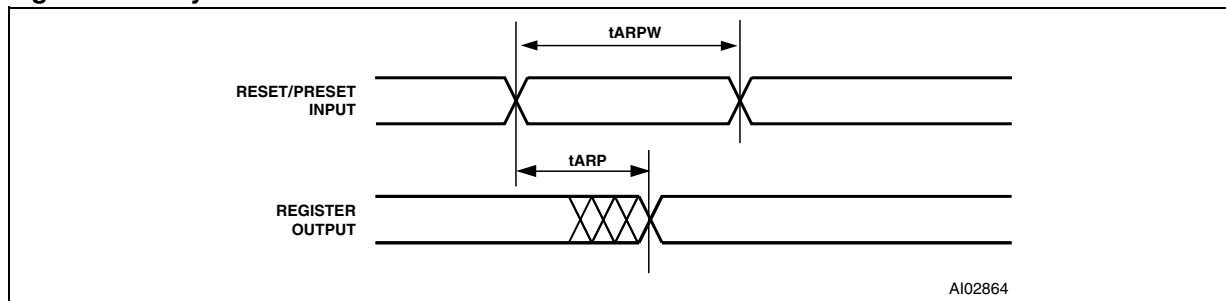 tARPW
RESET/PRESET
INPUT
tARP
REGISTER
OUTPUT
AI02864